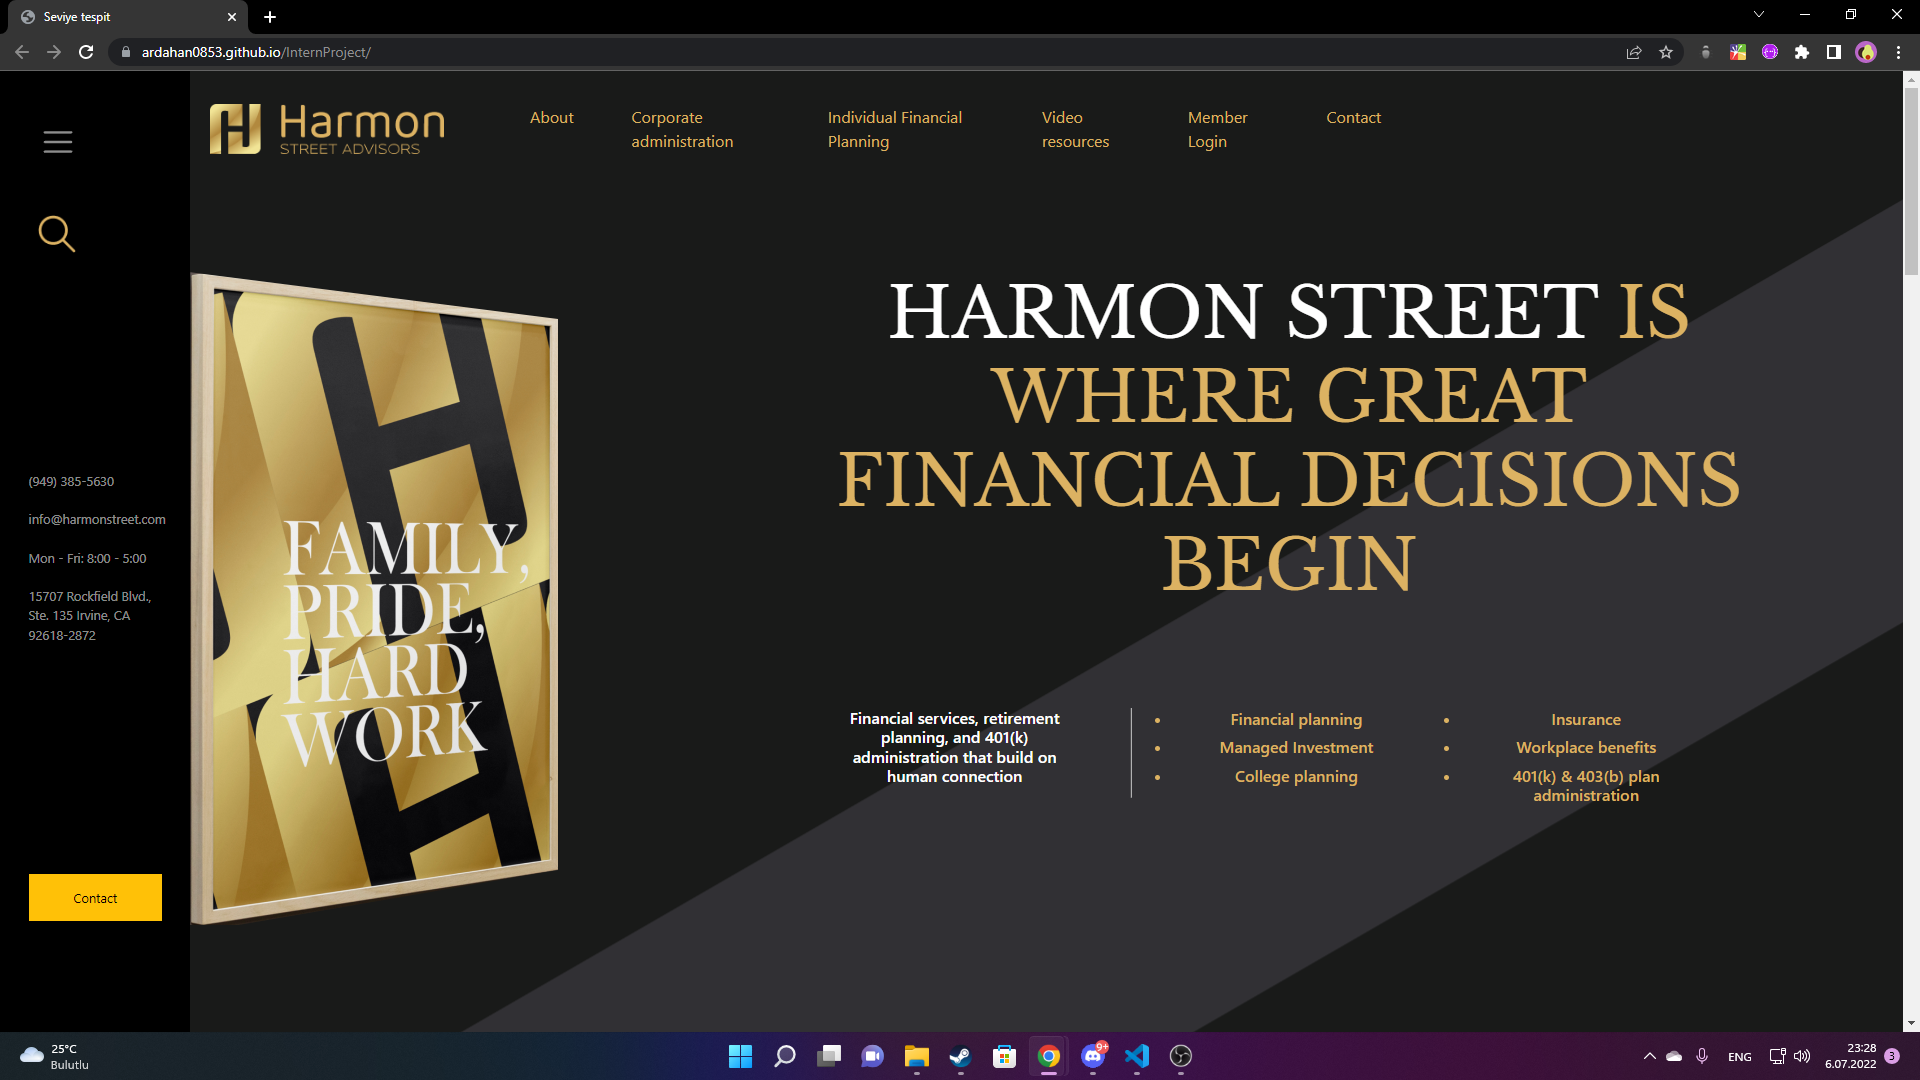 Seviye tespit
ardahan0853.github.io/InternProject/
Harmon
STREET ADVISORS
About
Corporate
administration
Individual Financial
Planning
Video
resources
Member
Login
Contact
HARMON STREET IS
WHERE GREAT
FINANCIAL DECISIONS
BEGIN
FAMILY,
PRIDE,
HARD
WORK
(949) 385-5630
info@harmonstreet.com
Mon - Fri: 8:00 - 5:00
15707 Rockfield Blvd.,
Ste. 135 Irvine, CA
92618-2872
Contact
Financial services, retirement
planning, and 401(k)
administration that build on
human connection
• Financial planning
• Managed Investment
• College planning
• Insurance
• Workplace benefits
• 401(k) & 403(b) plan
administration
25°C
Bulutlu
9+
ENG
23:28
6.07.2022
3